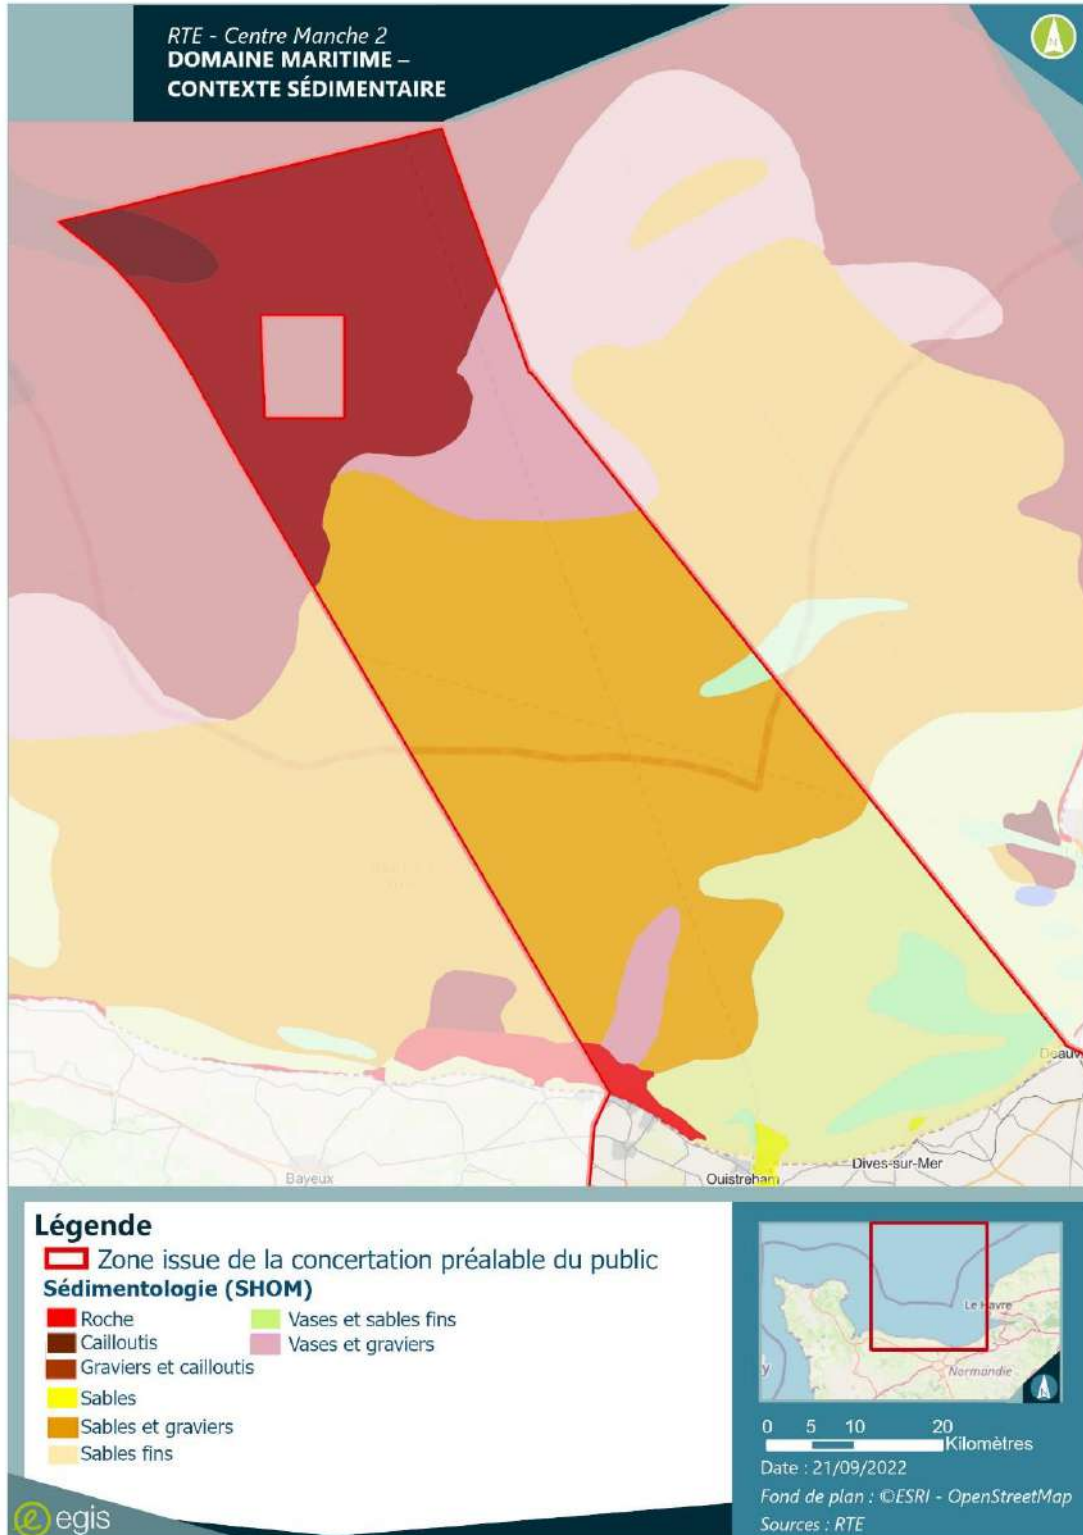 RTE - Centre Manche 2
DOMAINE MARITIME –
CONTEXTE SÉDIMENTAIRE
N
Deauv
Bayeux
Ouistreham
Dives-sur-Mer
Légende
Zone issue de la concertation préalable du public
Sédimentologie (SHOM)
Roche
Cailloutis
Graviers et cailloutis
Sables
Sables et graviers
Sables fins
Vases et sables fins
Vases et graviers
egis
Le Havre
Normandie
y
0 5 10 20
Kilomètres
Date : 21/09/2022
Fond de plan : ©ESRI - OpenStreetMap
Sources : RTE